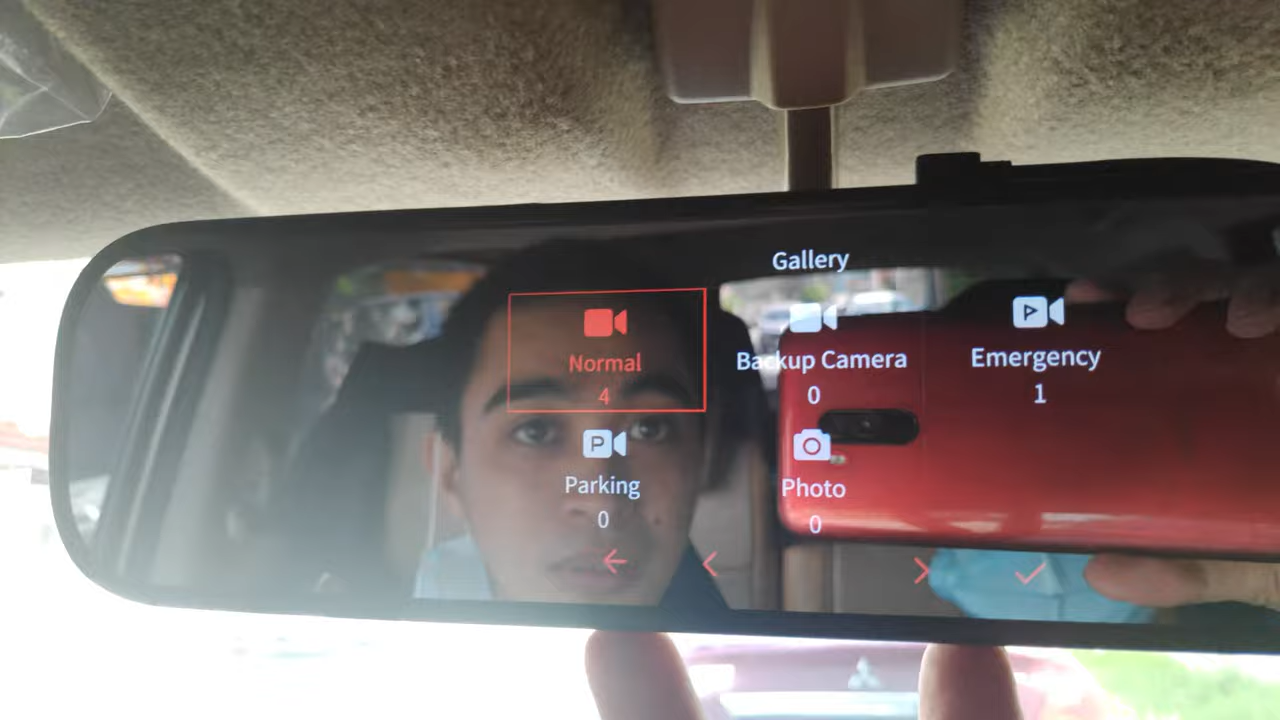 Gallery
Normal
4
Backup Camera
0
Emergency
1
Parking
0
Photo
0